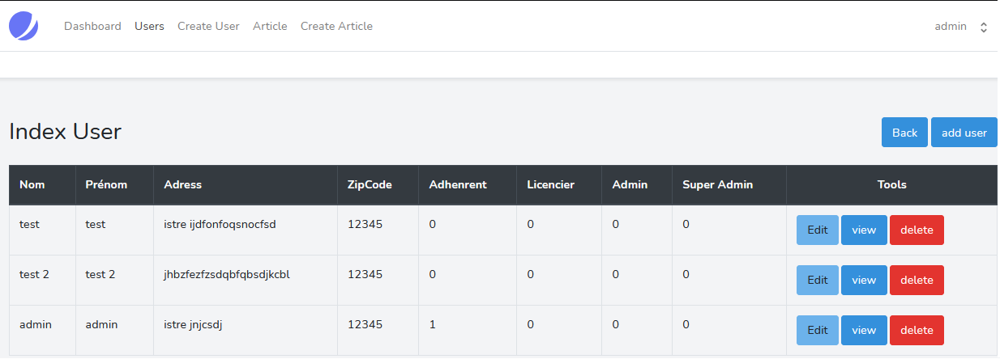 Dashboard Users Create User Article Create Article admin
Index User Back add user
Nom Prénom Adress ZipCode Adhenrent Licencier Admin Super Admin Tools
test test istre ijdfonfoqsnocfsd 12345 0 0 0 0 Edit view delete
test 2 test 2 jhbzfezfzsdqbfqbsdjkcbl 12345 0 0 0 0 Edit view delete
admin admin istre jnjcsdj 12345 1 0 0 0 Edit view delete